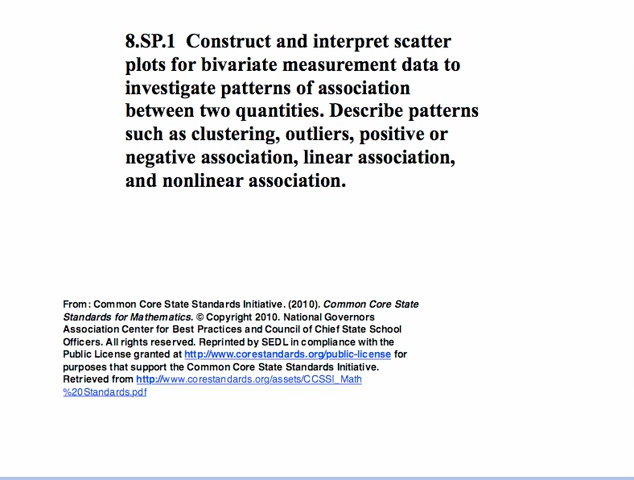 8.SP.1  Construct and interpret scatter
plots for bivariate measurement data to
investigate patterns of association
between two quantities. Describe patterns
such as clustering, outliers, positive or
negative association, linear association,
and nonlinear association.
From: Common Core State Standards Initiative. (2010). Common Core State
Standards for Mathematics. © Copyright 2010. National Governors
Association Center for Best Practices and Council of Chief State School
Officers. All rights reserved. Reprinted by SEDL in compliance with the
Public License granted at http://www.corestandards.org/public-license for
purposes that support the Common Core State Standards Initiative.
Retrieved from http://www.corestandards.org/assets/CCSSI_Math
%20Standards.pdf